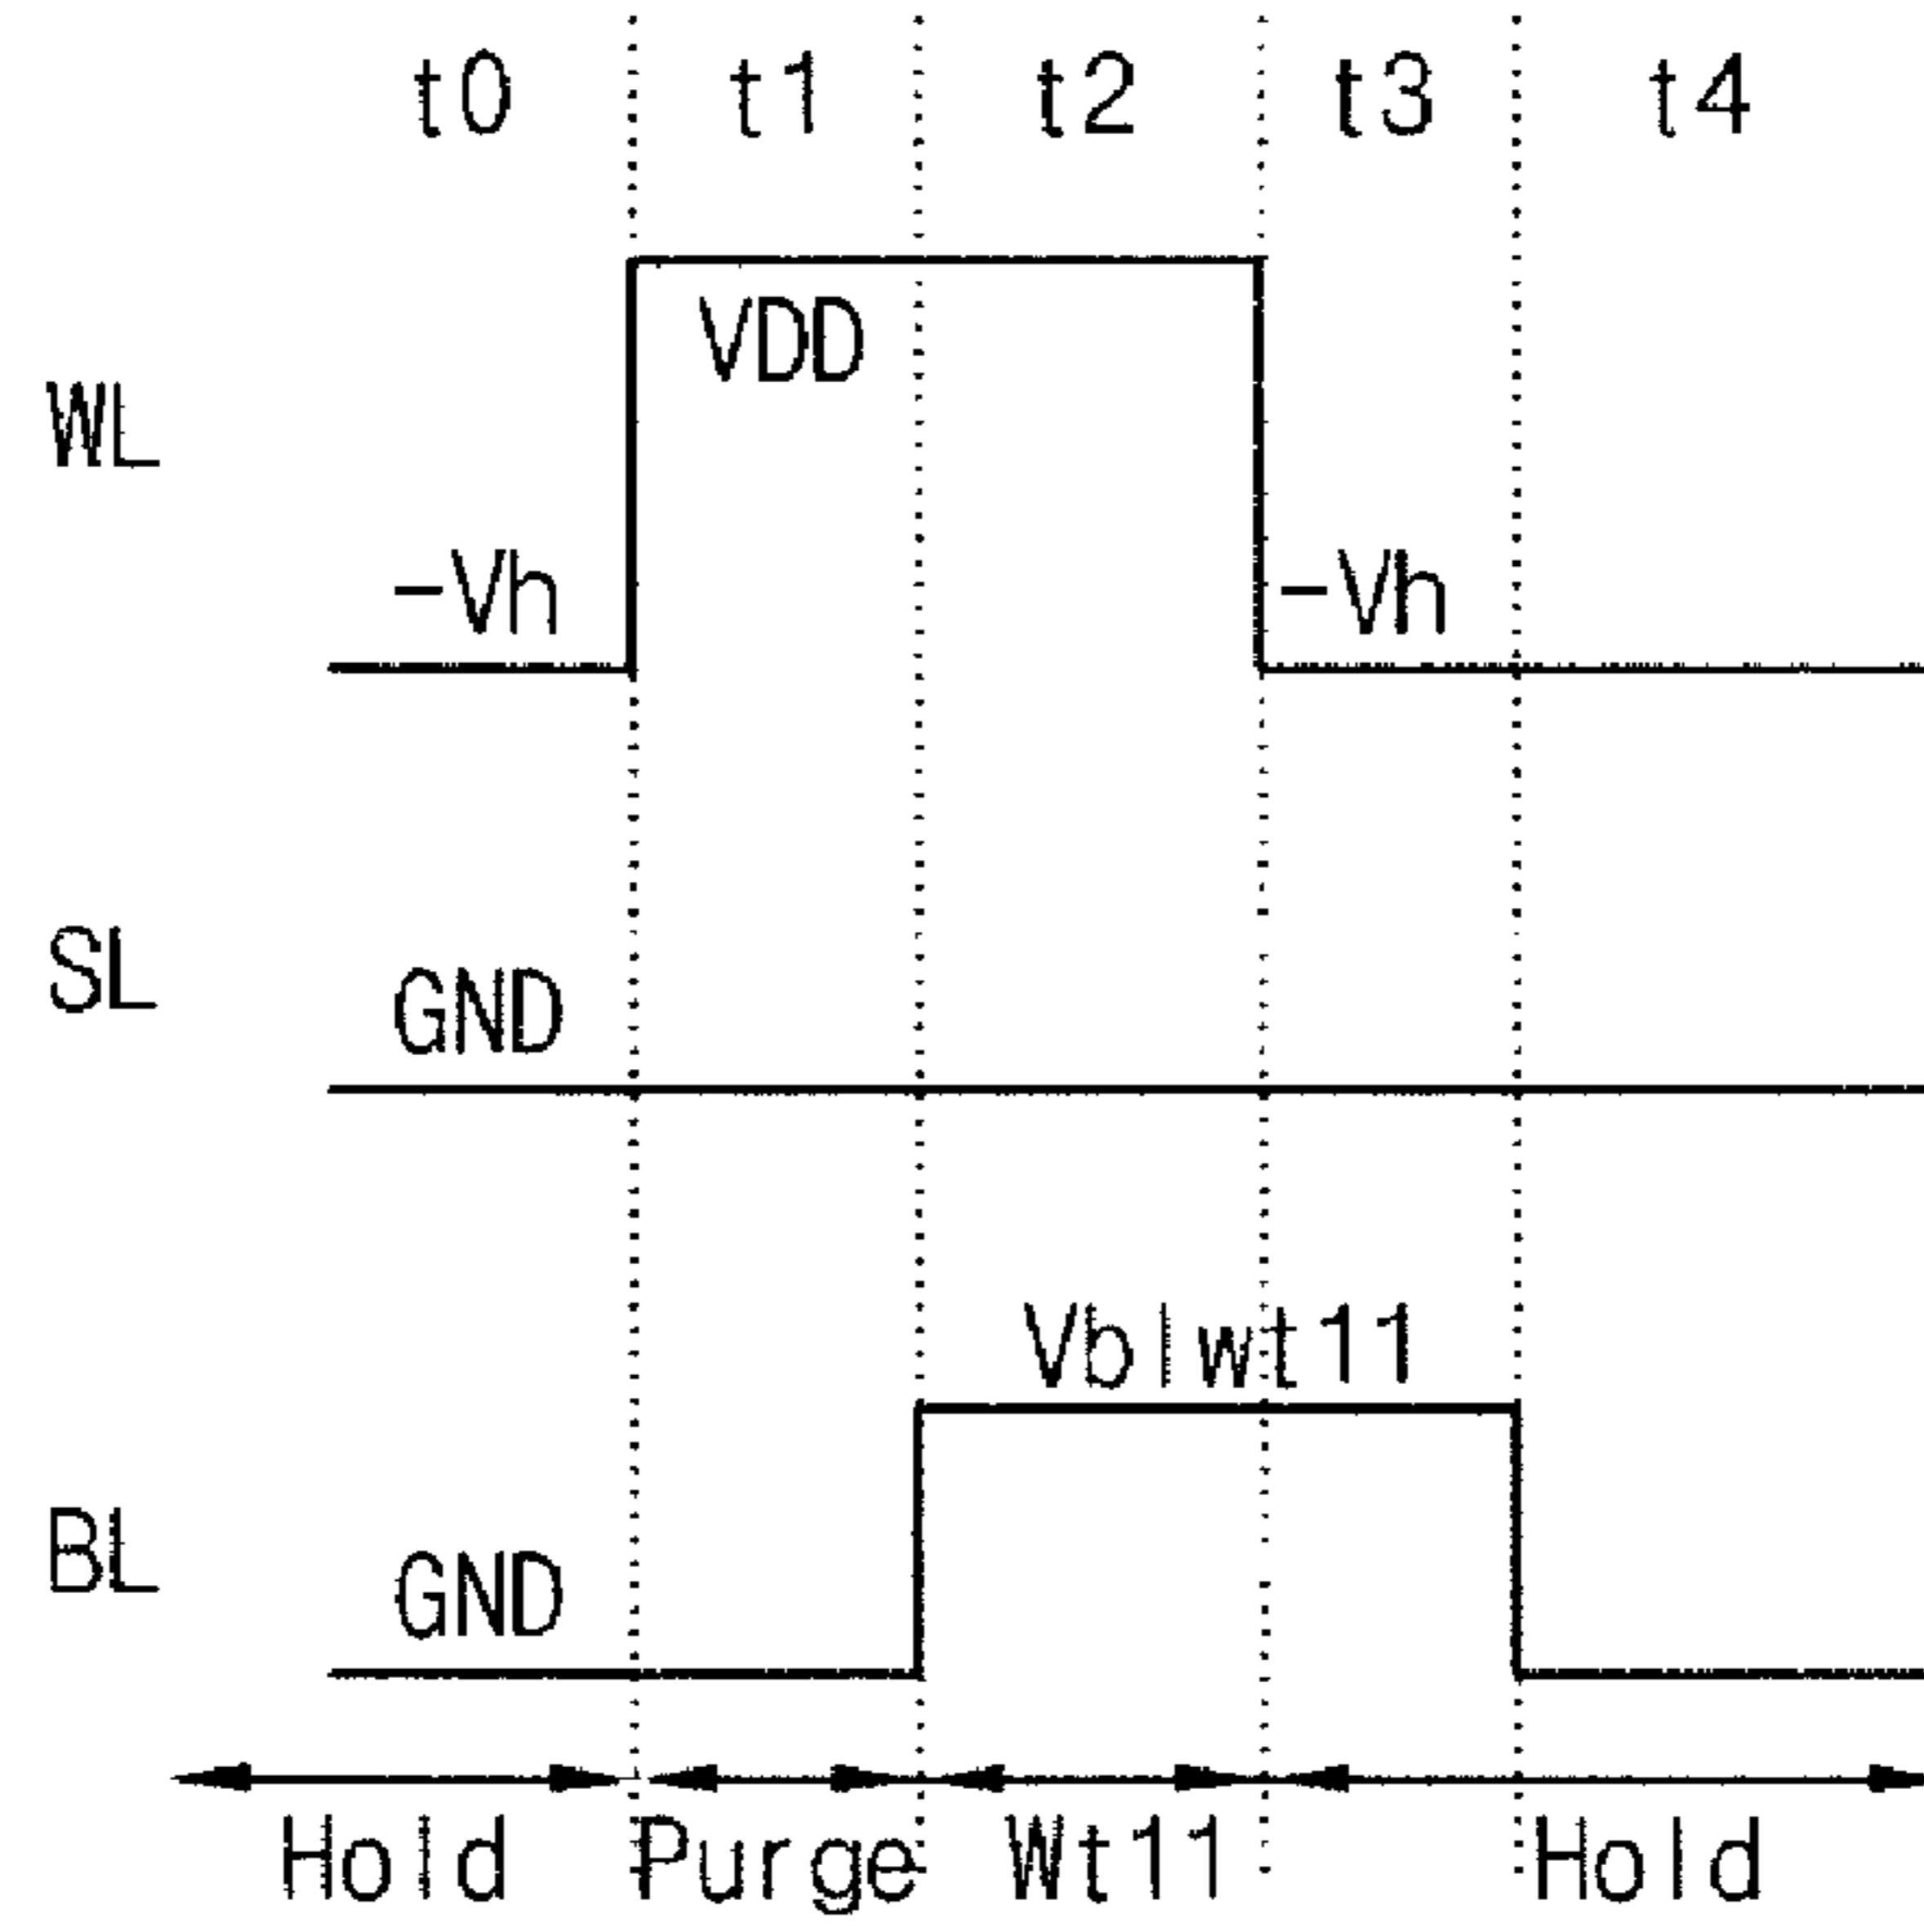 t0 t1 t2 t3 t4
VDD
WL
-Vh -Vh
SL
GND
Vblwt11
BL
GND
Hold Purge Wt11 Hold